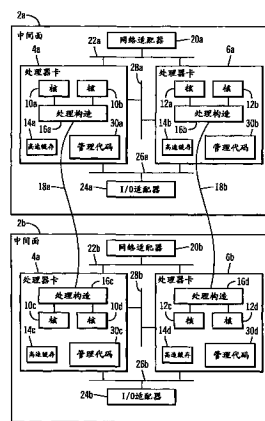 2a
中间面
网络适配器
20a
22a
4a
28a
6a
处理器卡
处理器卡
核
核
核
核
10a
10b
12a
12b
处理构造
处理构造
16a
16b
14a
30a
14b
30b
高速缓存
管理代码
高速缓存
管理代码
26a
24a
I/O适配器
18a
18b
2b
中间面
网络适配器
20b
22b
4a
28b
6b
处理器卡
16c
处理器卡
16d
处理构造
处理构造
10c
10d
12c
12d
核
核
核
核
14c
30c
14d
30d
高速缓存
管理代码
高速缓存
管理代码
26b
24b
I/O适配器